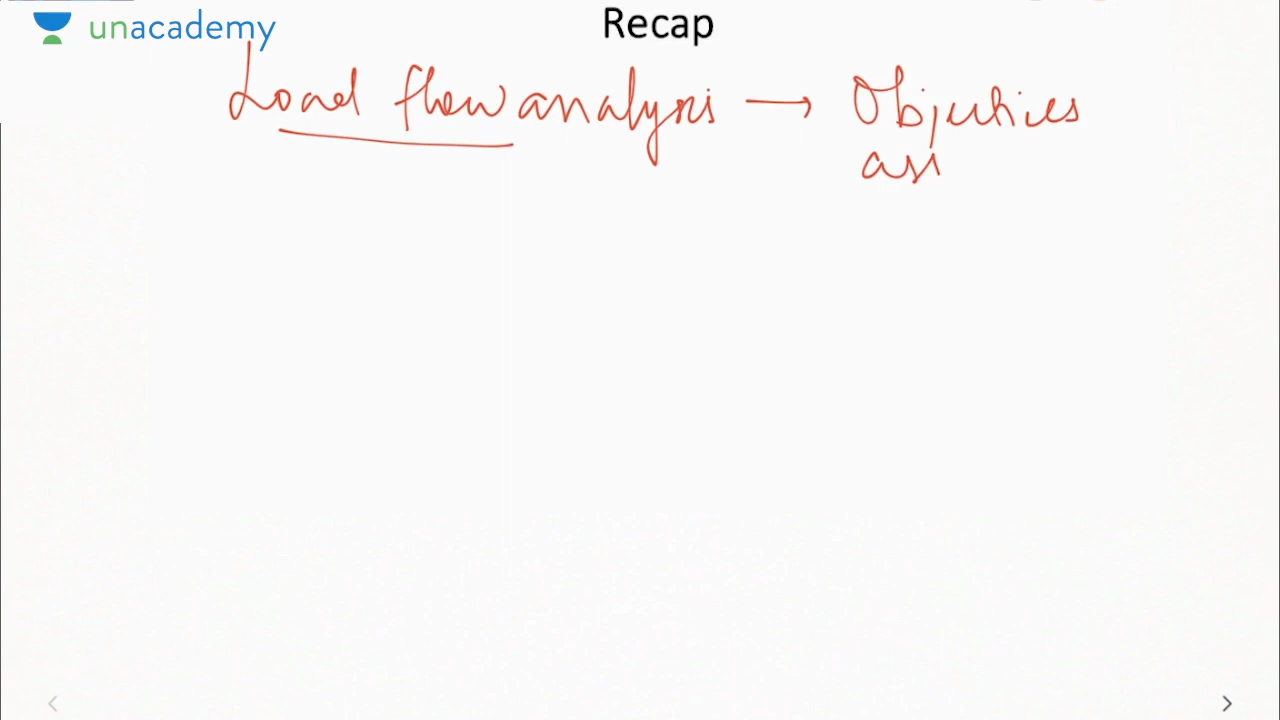 unacademy
Recap
Load flow analysis → Objectives
ass